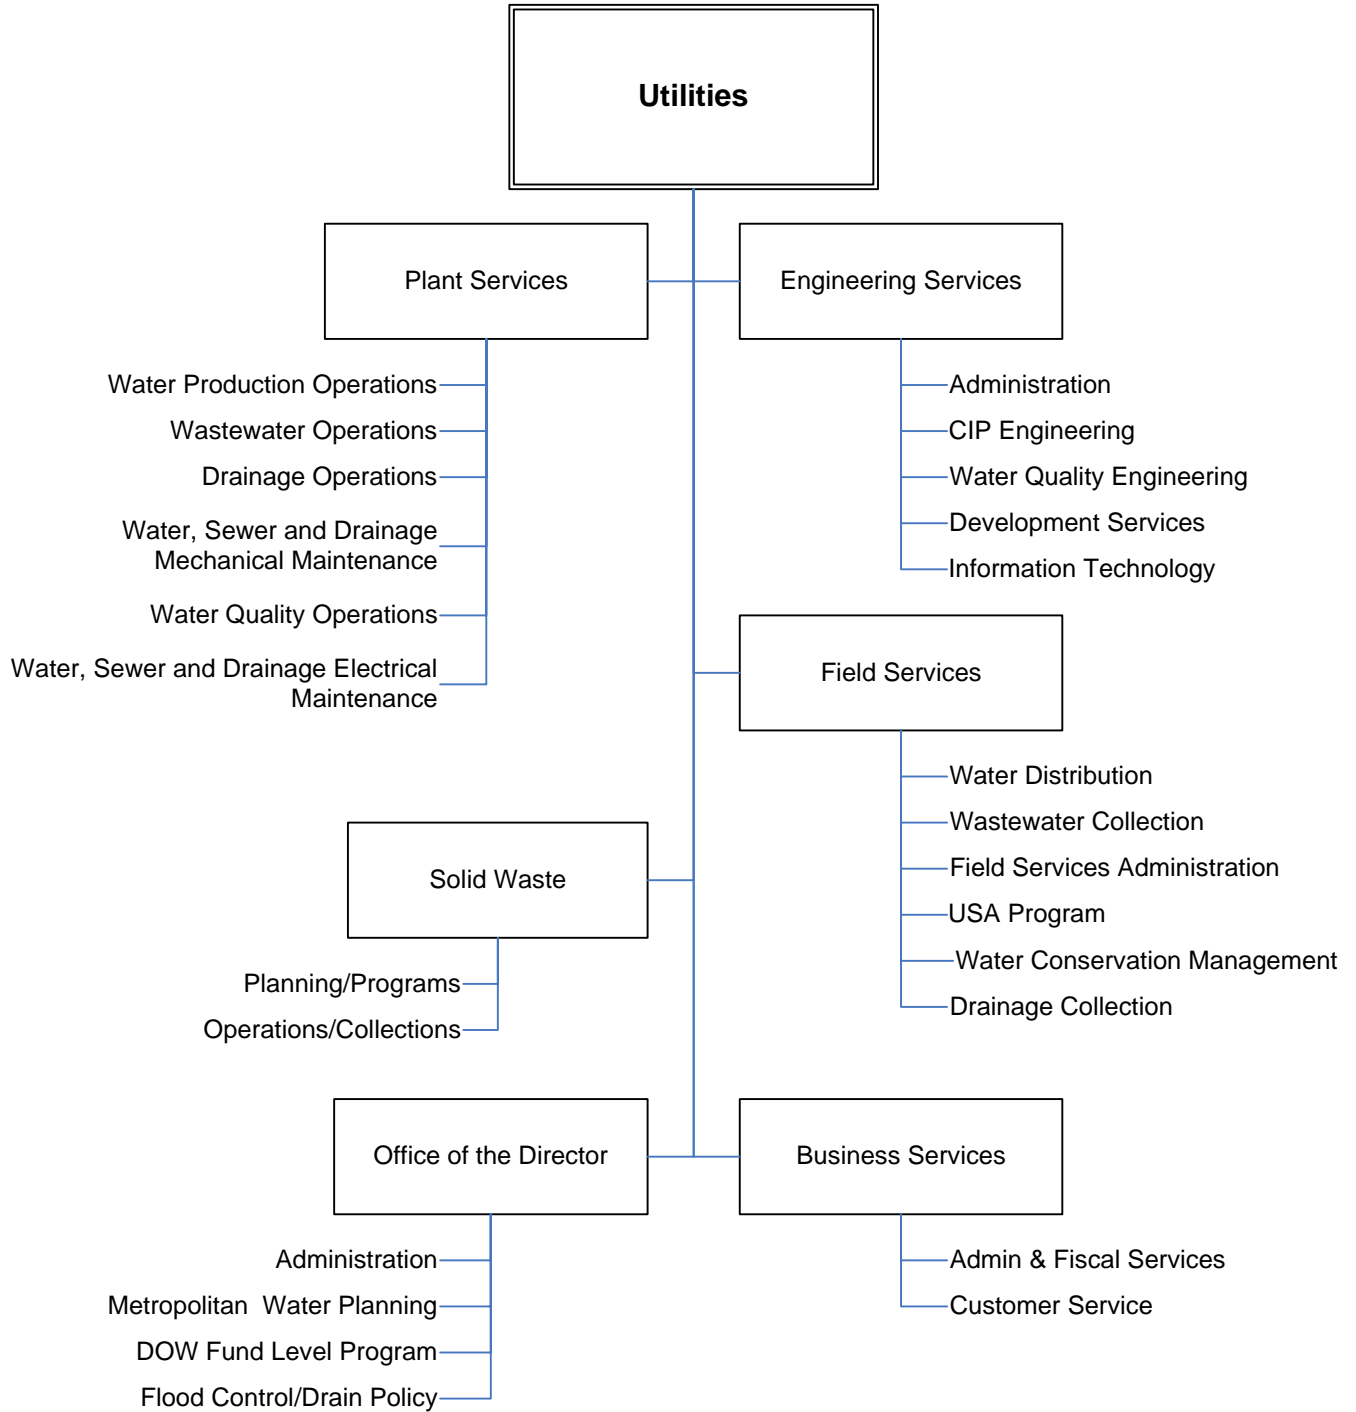 Utilities
Plant Services
Water Production Operations
Wastewater Operations
Drainage Operations
Water, Sewer and Drainage
Mechanical Maintenance
Water Quality Operations
Water, Sewer and Drainage Electrical
Maintenance
Engineering Services
Administration
CIP Engineering
Water Quality Engineering
Development Services
Information Technology
Field Services
Water Distribution
Wastewater Collection
Field Services Administration
USA Program
Water Conservation Management
Drainage Collection
Solid Waste
Planning/Programs
Operations/Collections
Office of the Director
Administration
Metropolitan  Water Planning
DOW Fund Level Program
Flood Control/Drain Policy
Business Services
Admin & Fiscal Services
Customer Service